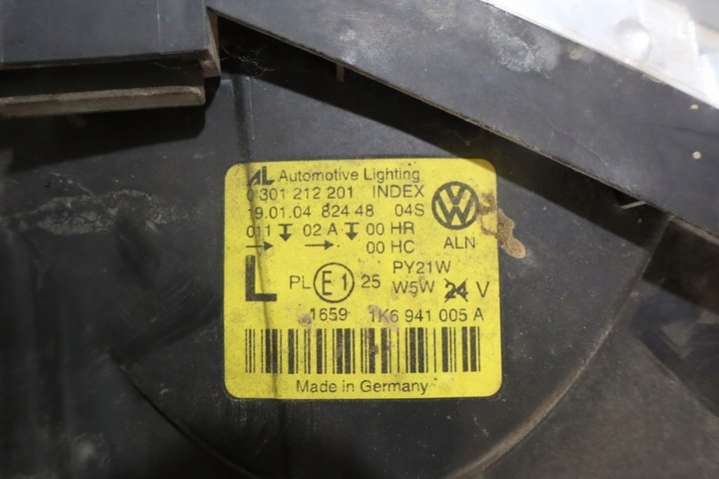 AL Automotive Lighting
0 301 212 201 INDEX
19.01.04 824 48 04S
011 02 A 00 HR
00 HC ALN
L PL E1 25 PY21W
W5W 24 V
1659 1K6 941 005 A
Made in Germany